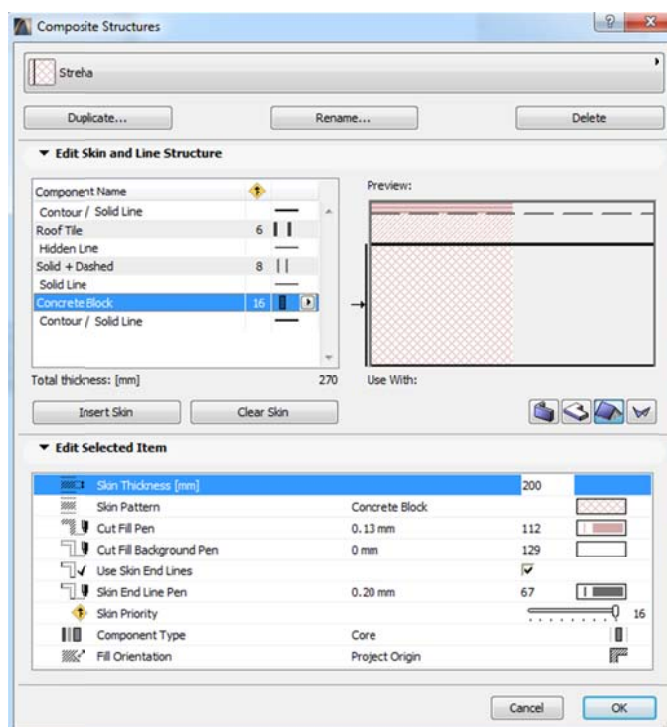 Composite Structures
Streha
Duplicate... Rename... Delete
Edit Skin and Line Structure
Component Name Preview:
Contour / Solid Line
Roof Tile 6
Hidden Line
Solid + Dashed 8
Solid Line
Concrete Block 16
Contour / Solid Line
Total thickness: [mm] 270 Use With:
Insert Skin Clear Skin
Edit Selected Item
Skin Thickness [mm] 200
Skin Pattern Concrete Block
Cut Fill Pen 0.13 mm 112
Cut Fill Background Pen 0 mm 129
Use Skin End Lines
Skin End Line Pen 0.20 mm 67
Skin Priority 16
Component Type Core
Fill Orientation Project Origin
Cancel OK